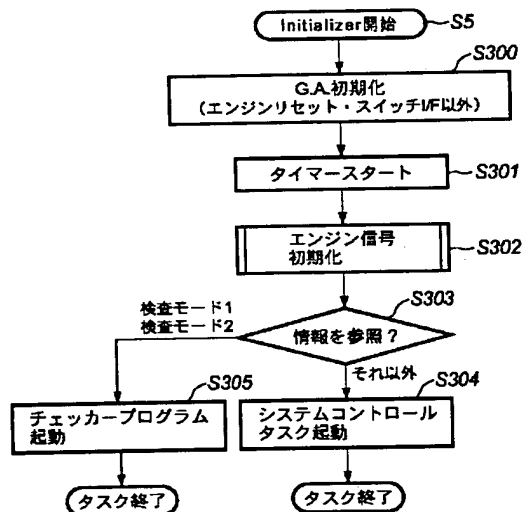 Initializer開始
S5
S300
G.A.初期化
(エンジンリセット・スイッチI/F以外)
タイマースタート
S301
エンジン信号
初期化
S302
S303
検査モード1
検査モード2
情報を参照?
それ以外
S305
S304
チェッカープログラム
起動
システムコントロール
タスク起動
タスク終了
タスク終了